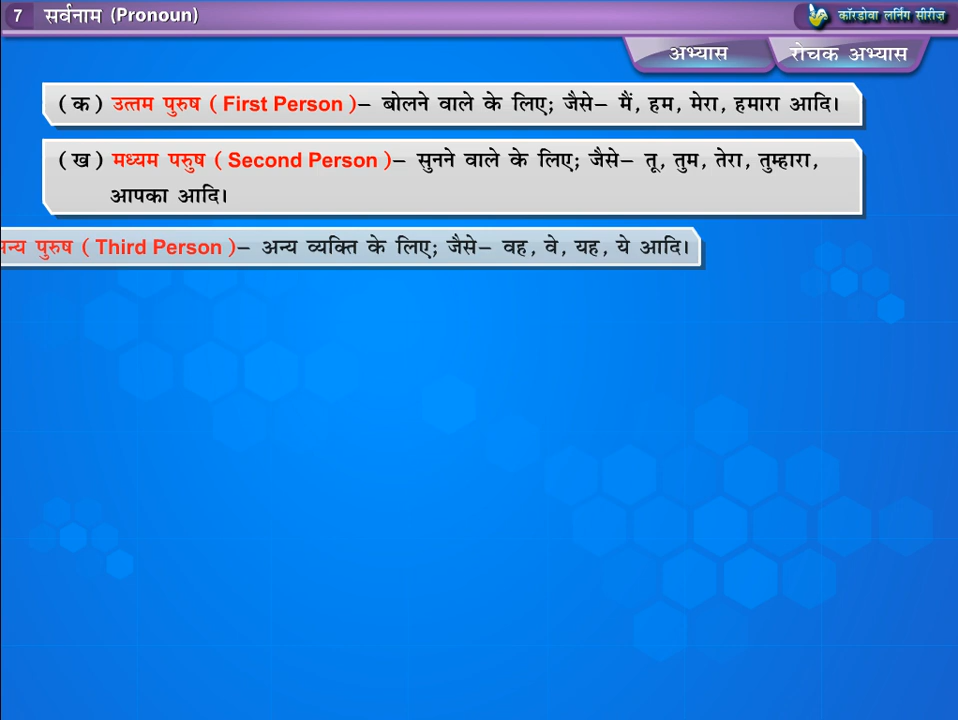 7 सर्वनाम (Pronoun)
कॉरडोवा लर्निंग सीरीज़
अभ्यास रोचक अभ्यास
(क) उत्तम पुरुष (First Person)– बोलने वाले के लिए; जैसे– मैं, हम, मेरा, हमारा आदि।
(ख) मध्यम परुुष (Second Person)– सुनने वाले के लिए; जैसे– तू, तुम, तेरा, तुम्हारा,
आपका आदि।
पुरुष (Third Person)– अन्य व्यक्ति के लिए; जैसे– वह, वे, यह, ये आदि।